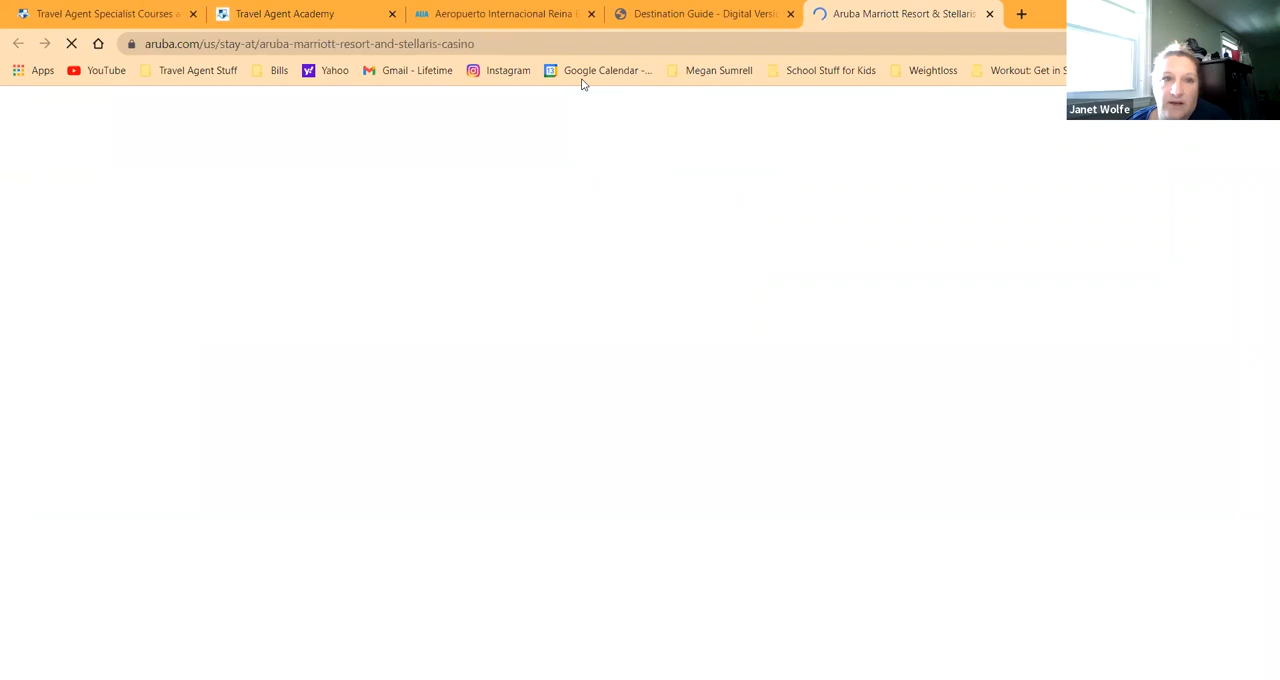 Travel Agent Specialist Courses a
Travel Agent Academy
AUA Aeropuerto Internacional Reina B
Destination Guide - Digital Versi
Aruba Marriott Resort & Stellaris
aruba.com/us/stay-at/aruba-marriott-resort-and-stellaris-casino
Apps YouTube Travel Agent Stuff Bills Yahoo Gmail - Lifetime Instagram 13 Google Calendar -... Megan Sumrell School Stuff for Kids Weightloss Workout: Get in S
Janet Wolfe